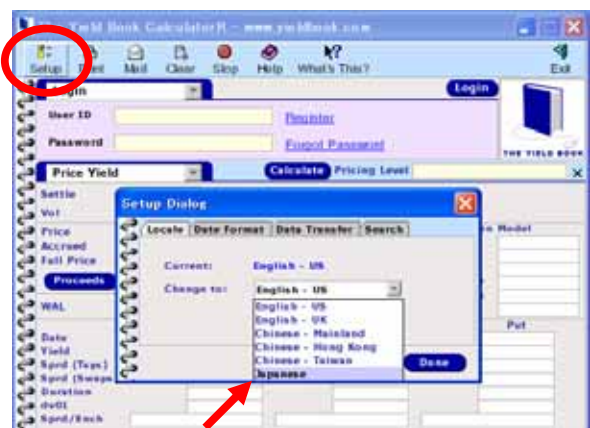 The Yield Book CalculatorR - www.yieldbook.com
Setup Print Mail Clear Stop Help What's This? Exit
Login Login
User ID Register
Password Forgot Password
THE YIELD BOOK
Price Yield Calculate Pricing Level
Settle
Vol
Price Model
Accrued
Full Price
Proceeds
WAL
Put
Date
Yield
Sprd (Tsys)
Sprd (Swaps
Duration
dv01
Sprd/Bnch
Setup Dialog
Locale Date Format Data Transfer Search
Current: English - US
Change to: English - US
English - US
English - UK
Chinese - Mainland
Chinese - Hong Kong
Chinese - Taiwan
Japanese
Done